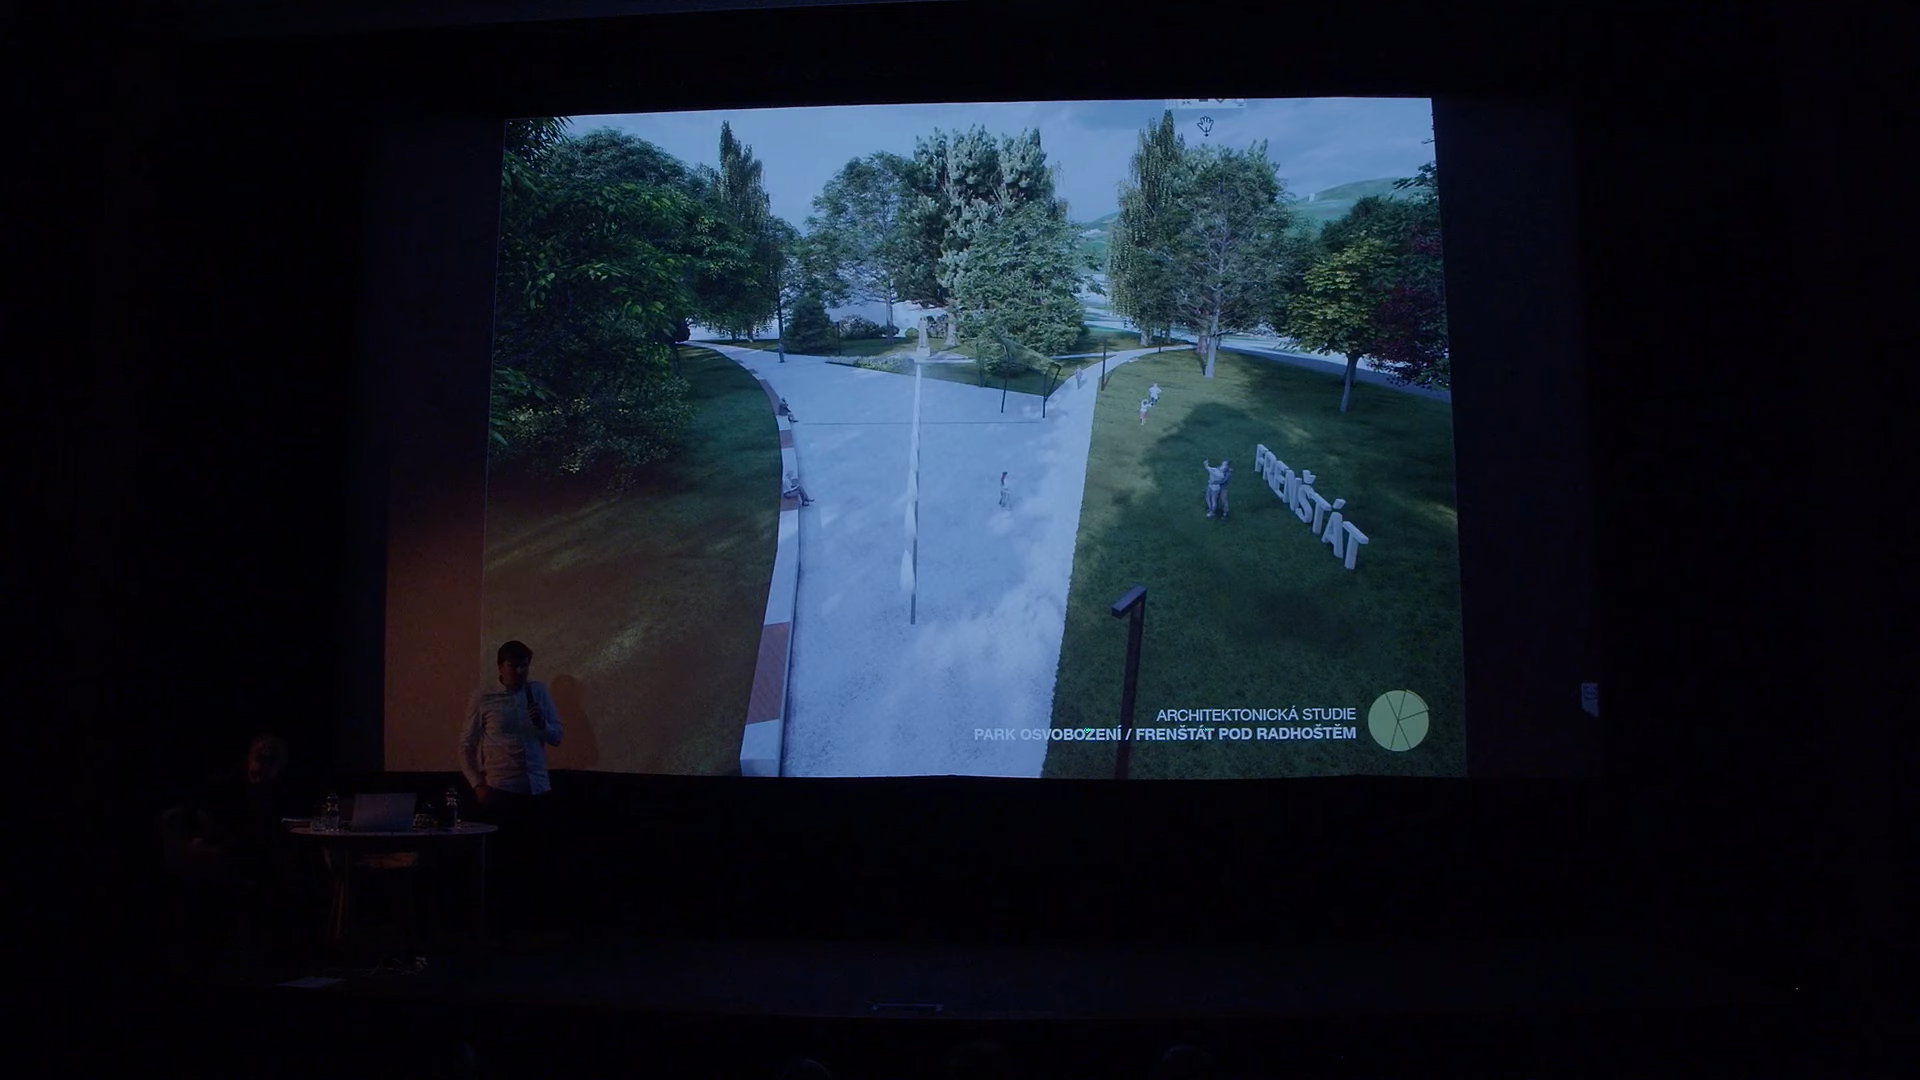 FRENŠTÁT
ARCHITEKTONICKÁ STUDIE
PARK OSVOBOZENÍ / FRENŠTÁT POD RADHOŠTĚM